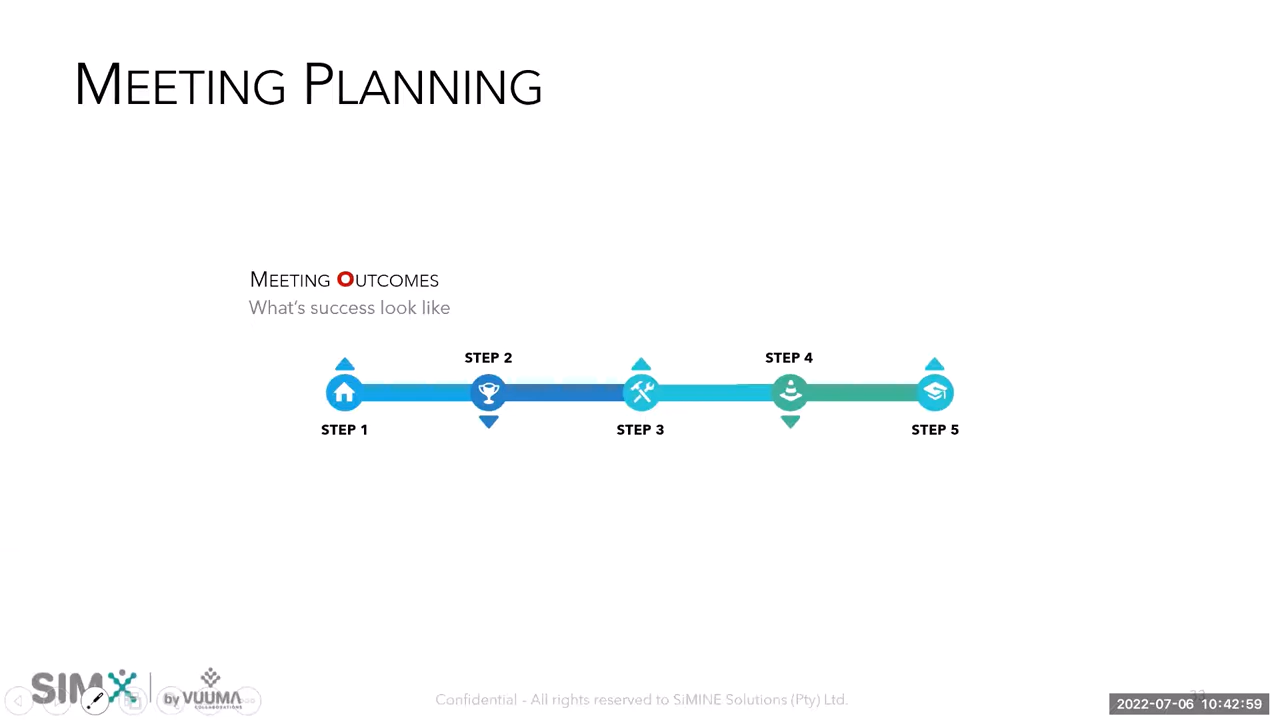 MEETING PLANNING
MEETING OUTCOMES
What's success look like
STEP 2
STEP 4
STEP 1
STEP 3
STEP 5
SIMX
by VUUMA
COLLABORATIONS
Confidential - All rights reserved to SiMINE Solutions (Pty) Ltd.
2022-07-06 10:42:59